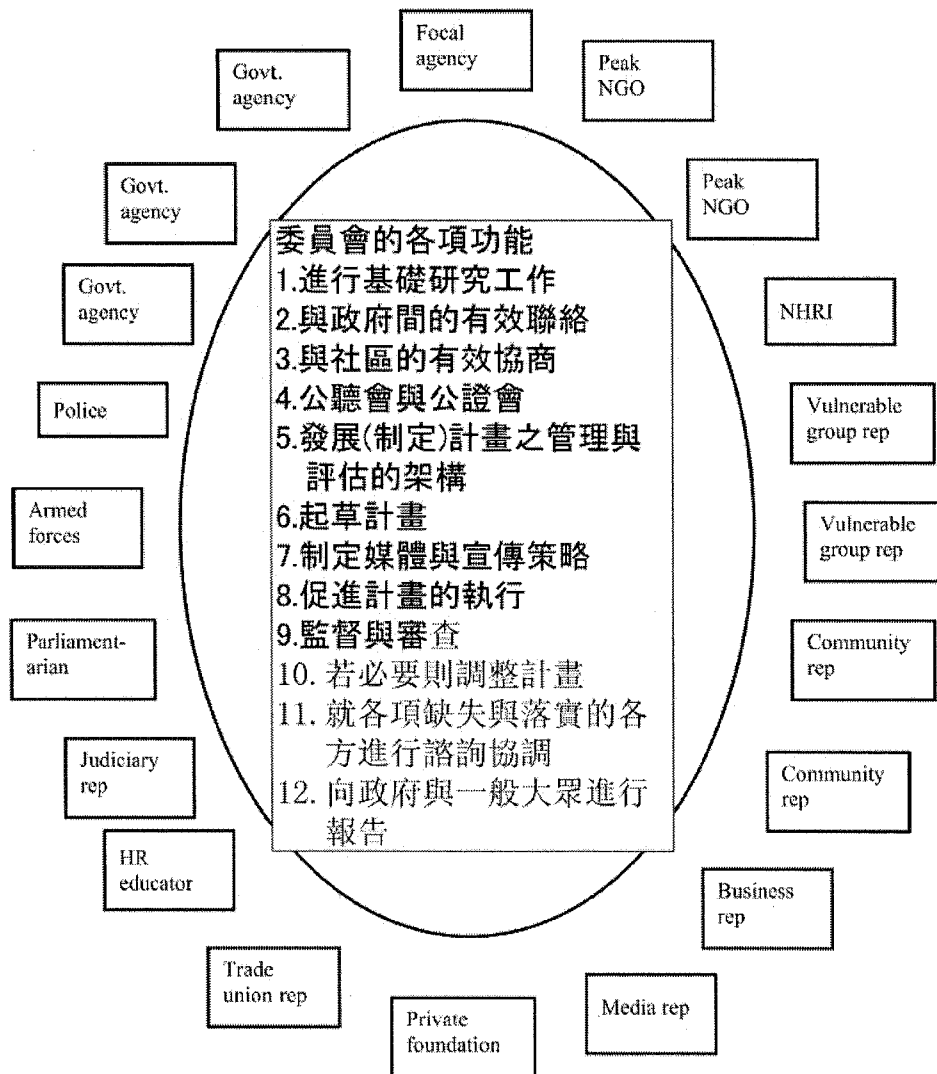 Focal
agency
Govt.
agency
Peak
NGO
Govt.
agency
Peak
NGO
Govt.
agency
NHRI
Police
Vulnerable
group rep
Armed
forces
Vulnerable
group rep
Parliament-
arian
Community
rep
Judiciary
rep
Community
rep
HR
educator
Business
rep
Trade
union rep
Media rep
Private
foundation
委員會的各項功能
1.進行基礎研究工作
2.與政府間的有效聯絡
3.與社區的有效協商
4.公聽會與公證會
5.發展(制定)計畫之管理與
評估的架構
6.起草計畫
7.制定媒體與宣傳策略
8.促進計畫的執行
9.監督與審查
10. 若必要則調整計畫
11. 就各項缺失與落實的各
方進行諮詢協調
12. 向政府與一般大眾進行
報告